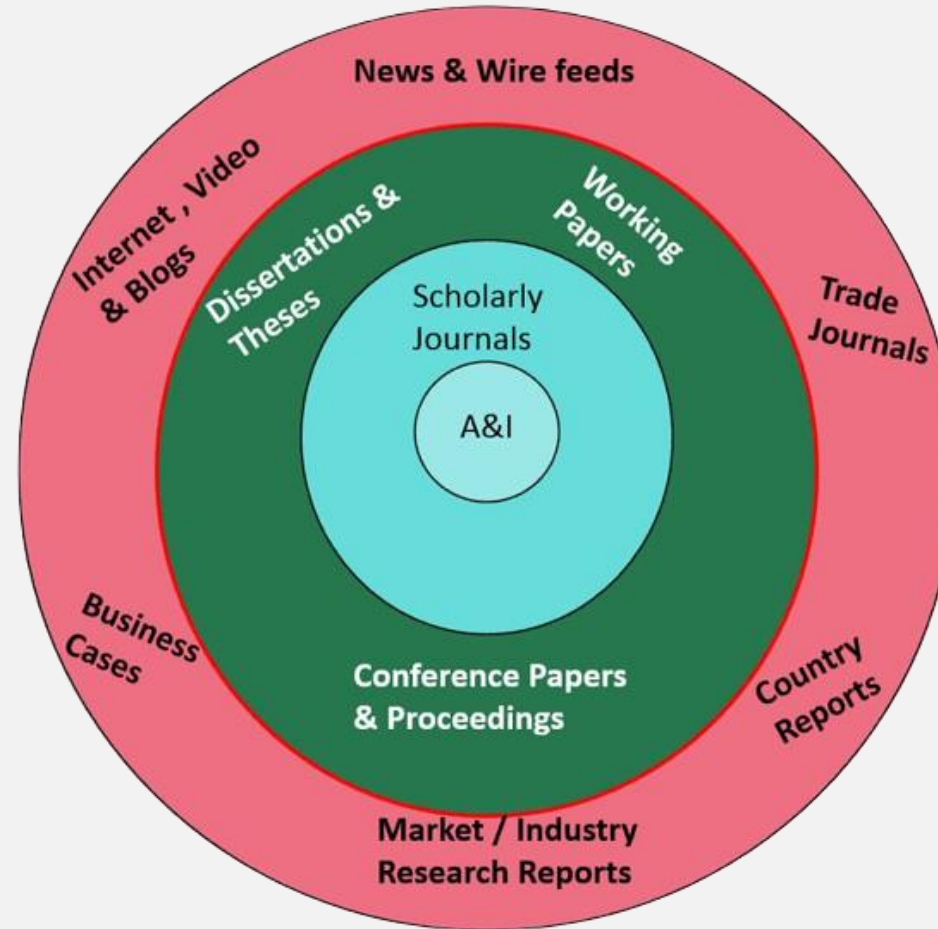 News & Wire feeds
Internet , Video
& Blogs
Dissertations &
Theses
Working
Papers
Trade
Journals
Scholarly
Journals
A&I
Business
Cases
Conference Papers
& Proceedings
Country
Reports
Market / Industry
Research Reports